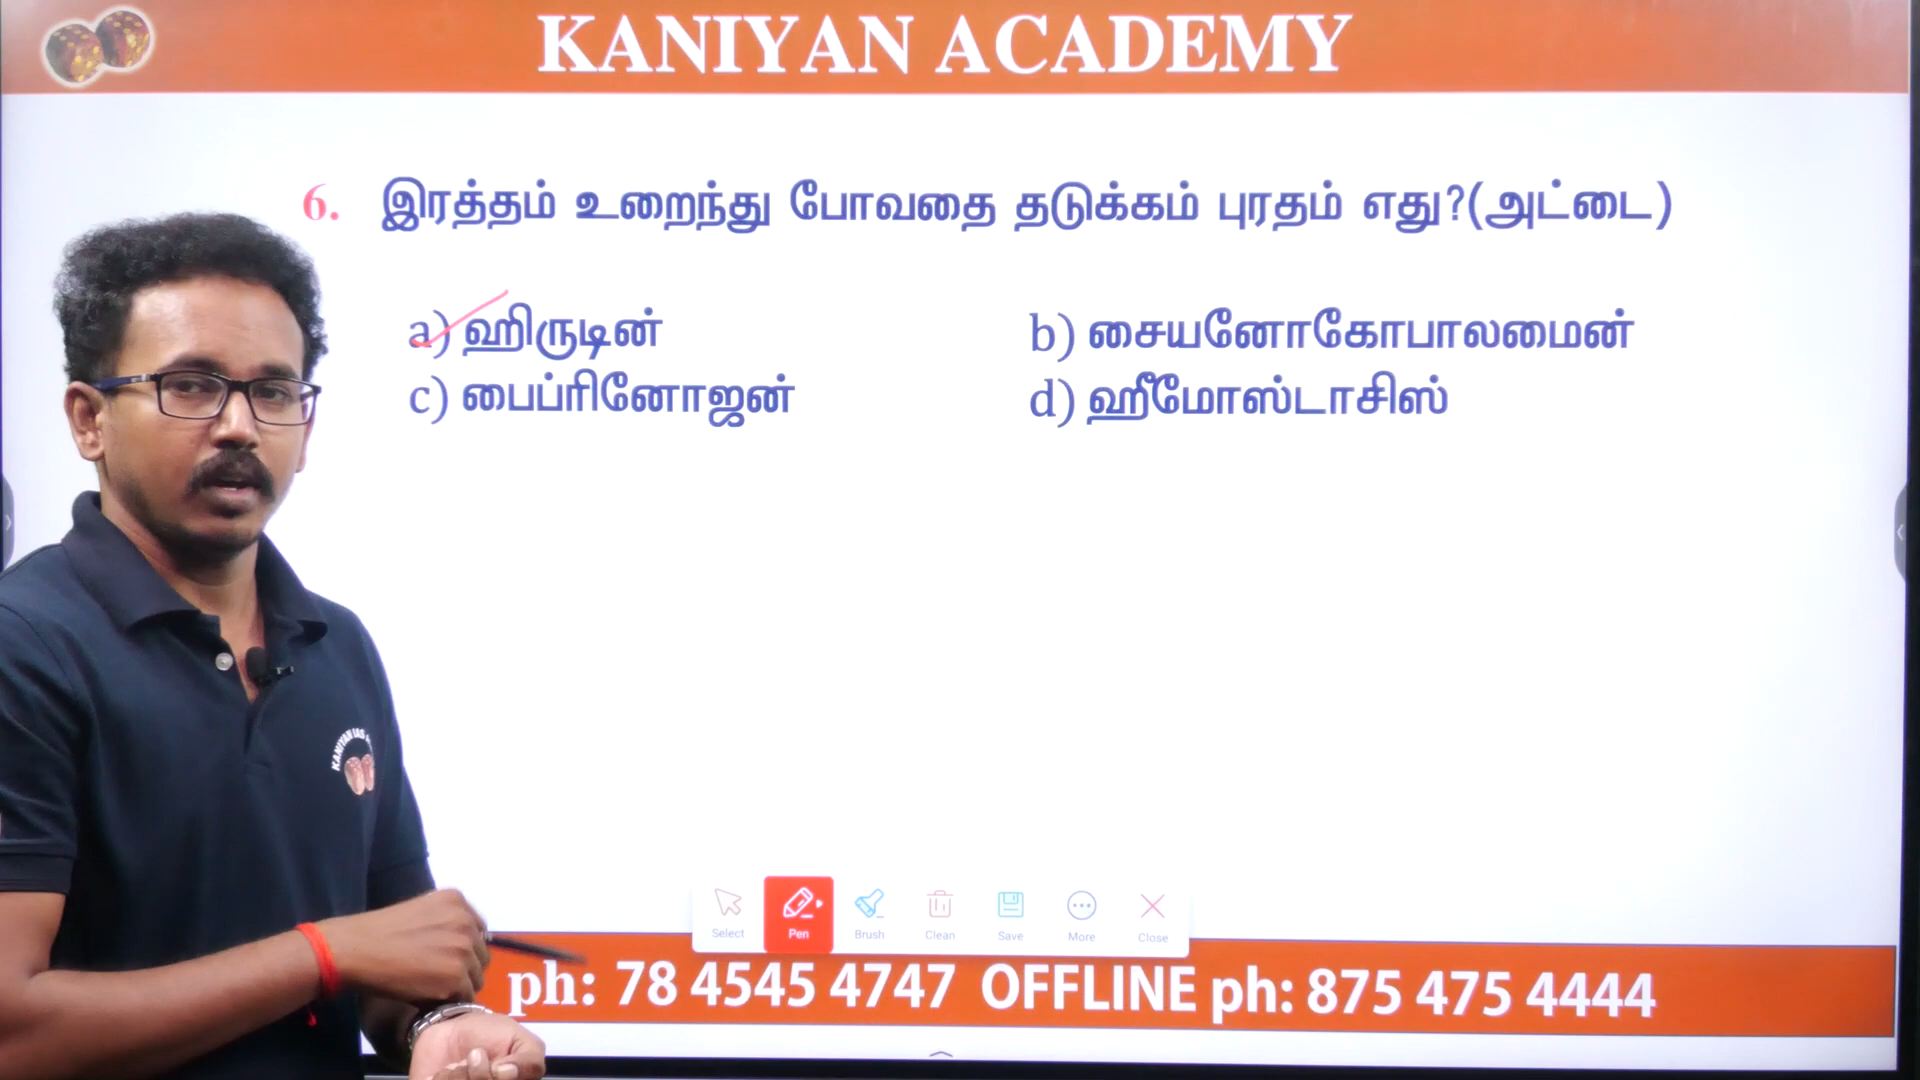 KANIYAN ACADEMY
6. இரத்தம் உறைந்து போவதை தடுக்கம் புரதம் எது?(அட்டை)
a) ஹிருடின்
b) சையனோகோபாலமைன்
c) பைப்ரினோஜன்
d) ஹீமோஸ்டாசிஸ்
Select Pen Brush Clean Save More Close
ph: 78 4545 4747 OFFLINE ph: 875 475 4444